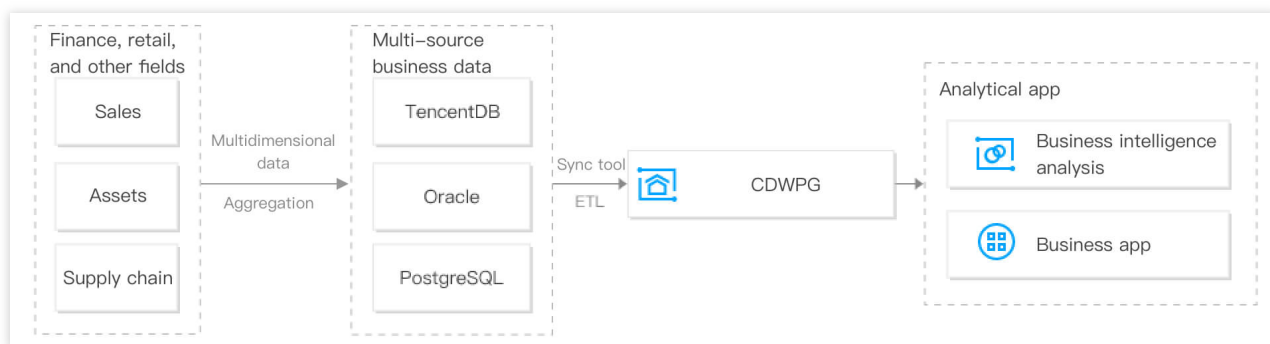 Finance, retail,
and other fields
Sales
Assets
Supply chain
Multidimensional
data
Aggregation
Multi-source
business data
TencentDB
Oracle
PostgreSQL
Sync tool
ETL
CDWPG
Analytical app
Business intelligence
analysis
Business app